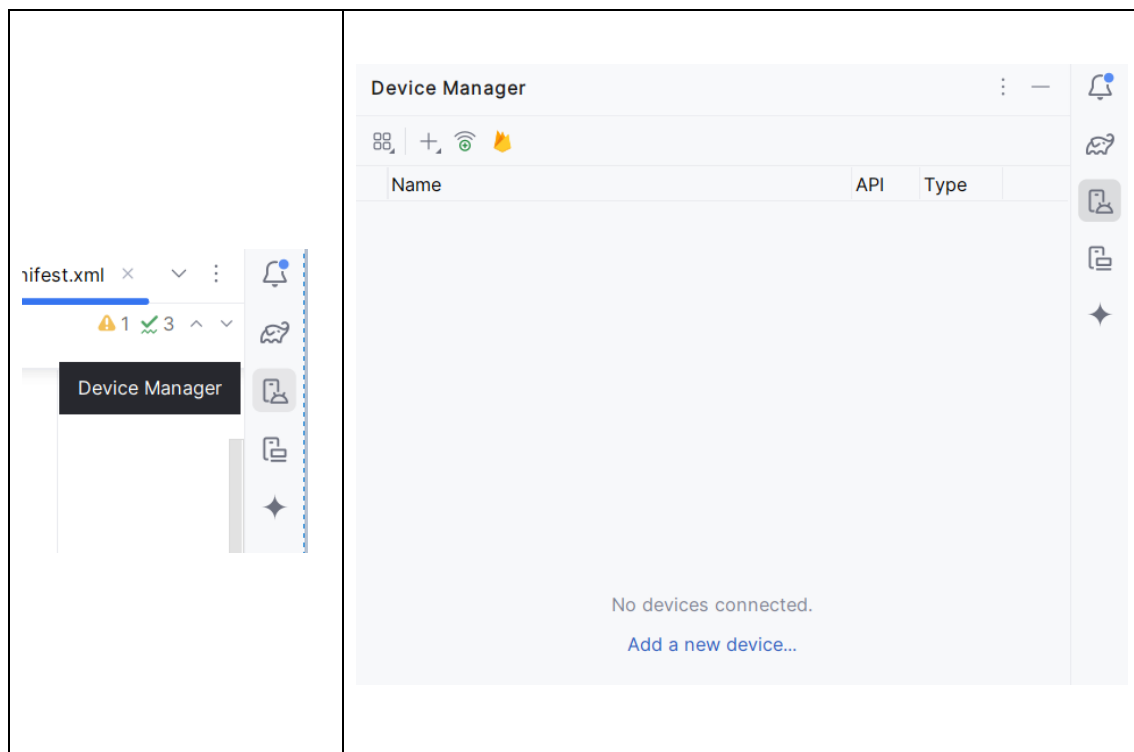 nifest.xml
1 3
Device Manager
Device Manager
Name API Type
No devices connected.
Add a new device...